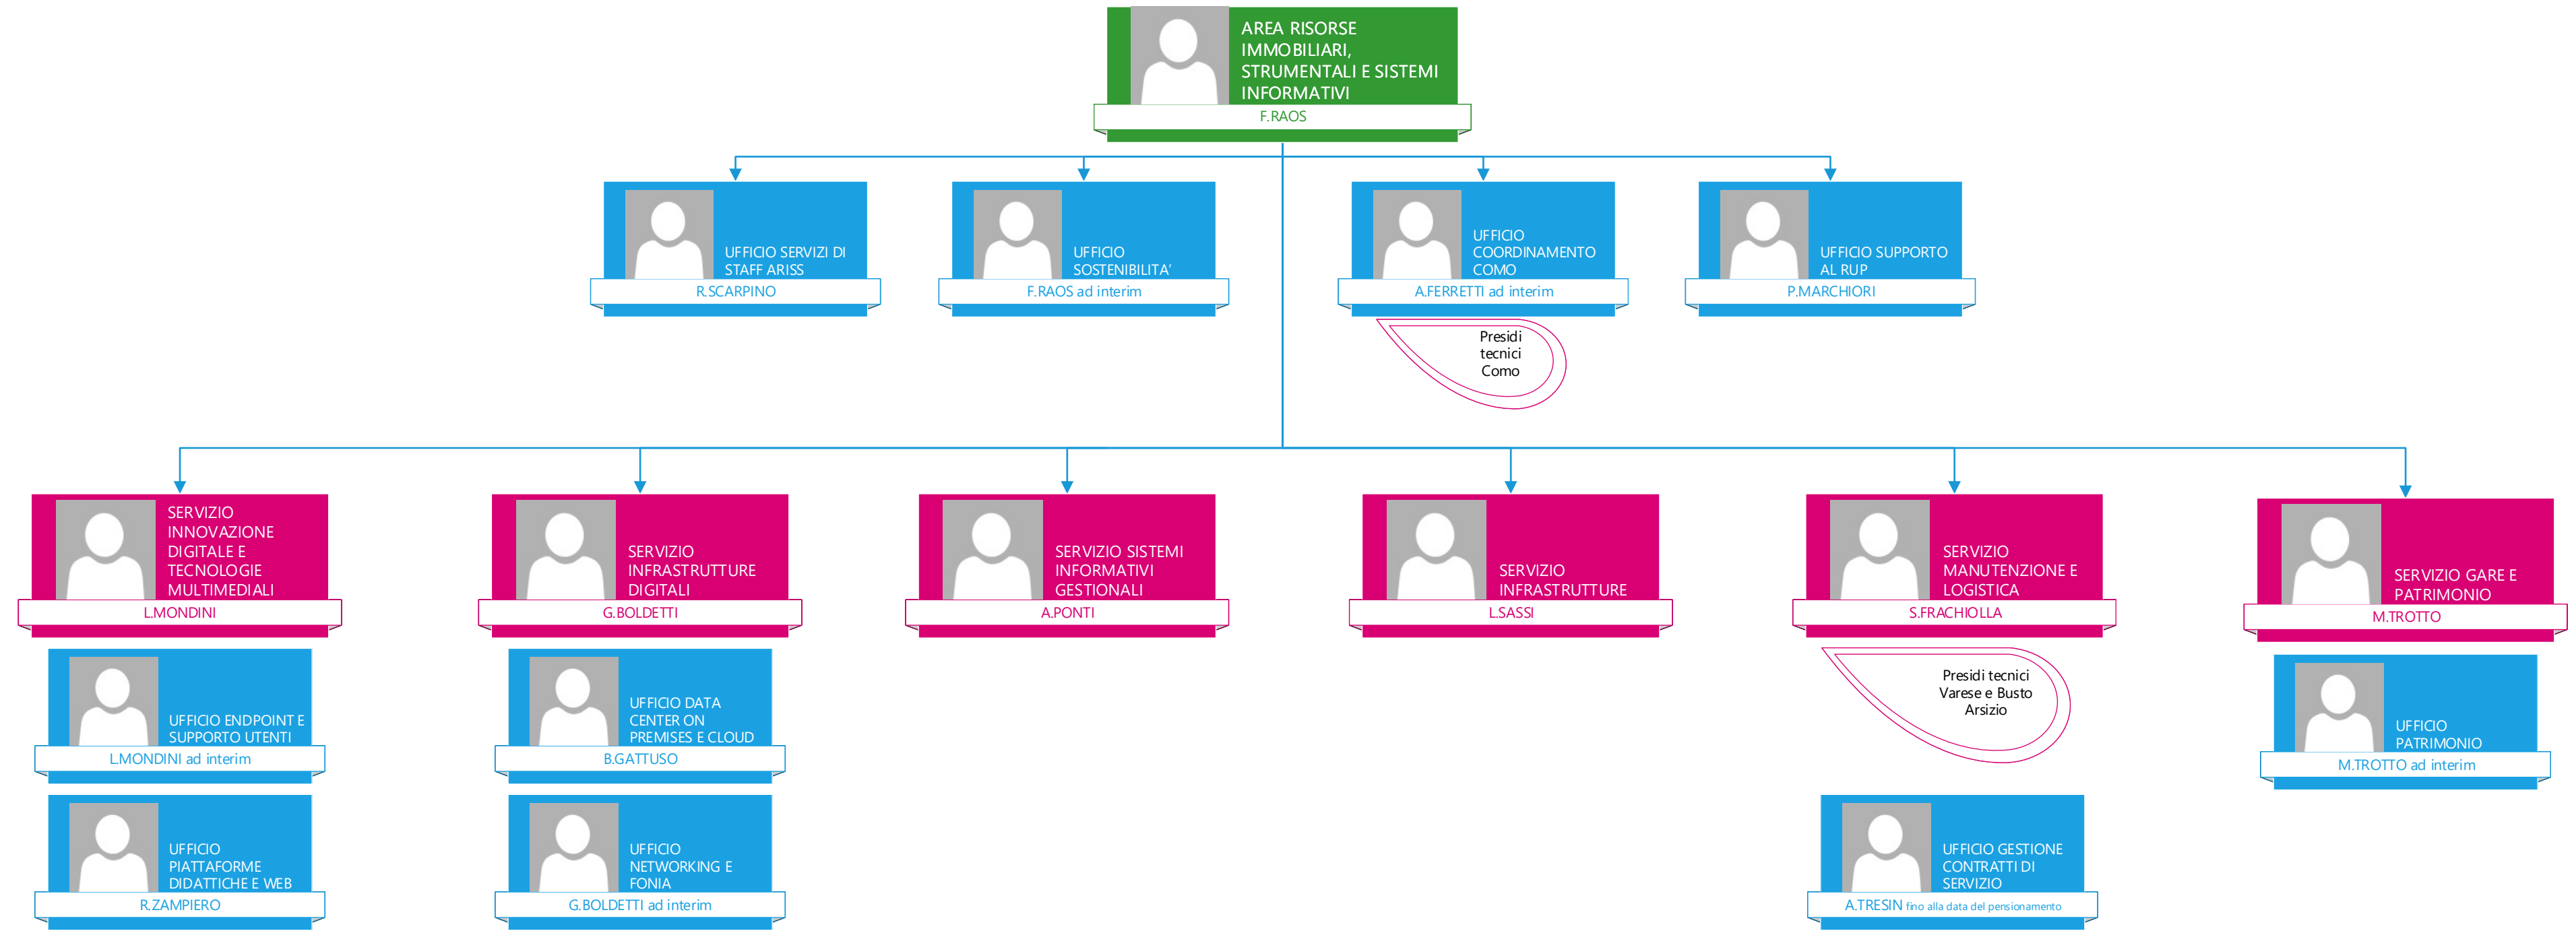 AREA RISORSE
IMMOBILIARI,
STRUMENTALI E SISTEMI
INFORMATIVI
F.RAOS
UFFICIO SERVIZI DI
STAFF ARISS
R.SCARPINO
UFFICIO
SOSTENIBILITA’
F.RAOS ad interim
UFFICIO
COORDINAMENTO
COMO
A.FERRETTI ad interim
UFFICIO SUPPORTO
AL RUP
P.MARCHIORI
Presidi
tecnici
Como
SERVIZIO
INNOVAZIONE
DIGITALE E
TECNOLOGIE
MULTIMEDIALI
L.MONDINI
SERVIZIO
INFRASTRUTTURE
DIGITALI
G.BOLDETTI
SERVIZIO SISTEMI
INFORMATIVI
GESTIONALI
A.PONTI
SERVIZIO
INFRASTRUTTURE
L.SASSI
SERVIZIO
MANUTENZIONE E
LOGISTICA
S.FRACHIOLLA
SERVIZIO GARE E
PATRIMONIO
M.TROTTO
UFFICIO ENDPOINT E
SUPPORTO UTENTI
L.MONDINI ad interim
UFFICIO DATA
CENTER ON
PREMISES E CLOUD
B.GATTUSO
Presidi tecnici
Varese e Busto
Arsizio
UFFICIO
PATRIMONIO
M.TROTTO ad interim
UFFICIO
PIATTAFORME
DIDATTICHE E WEB
R.ZAMPIERO
UFFICIO
NETWORKING E
FONIA
G.BOLDETTI ad interim
UFFICIO GESTIONE
CONTRATTI DI
SERVIZIO
A.TRESIN fino alla data del pensionamento